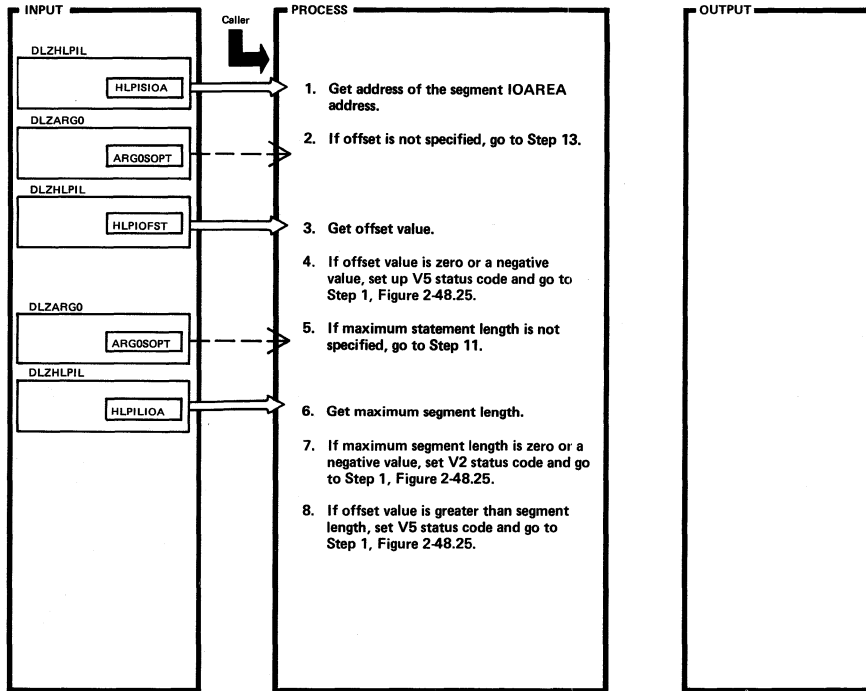 INPUT
Caller
PROCESS
OUTPUT
DLZHLPIL
HLPISIOA
DLZARG0
ARG0SOPT
DLZHLPIL
HLPIOFST
DLZARG0
ARG0SOPT
DLZHLPIL
HLPILIOA
1. Get address of the segment IOAREA
address.
2. If offset is not specified, go to Step 13.
3. Get offset value.
4. If offset value is zero or a negative
value, set up V5 status code and go to
Step 1, Figure 2-48.25.
5. If maximum statement length is not
specified, go to Step 11.
6. Get maximum segment length.
7. If maximum segment length is zero or a
negative value, set V2 status code and go
to Step 1, Figure 2-48.25.
8. If offset value is greater than segment
length, set V5 status code and go to
Step 1, Figure 2-48.25.